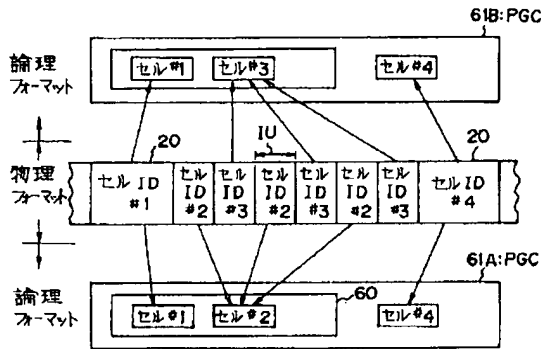 61B:PGC
論理
フォーマット
セル#1
セル#3
セル#4
20
IU
20
物理
フォーマット
セル ID
#1
セル
ID
#2
セル
ID
#3
セル
ID
#2
セル
ID
#3
セル
ID
#2
セル
ID
#3
セル ID
#4
61A:PGC
論理
フォーマット
60
セル#1
セル#2
セル#4